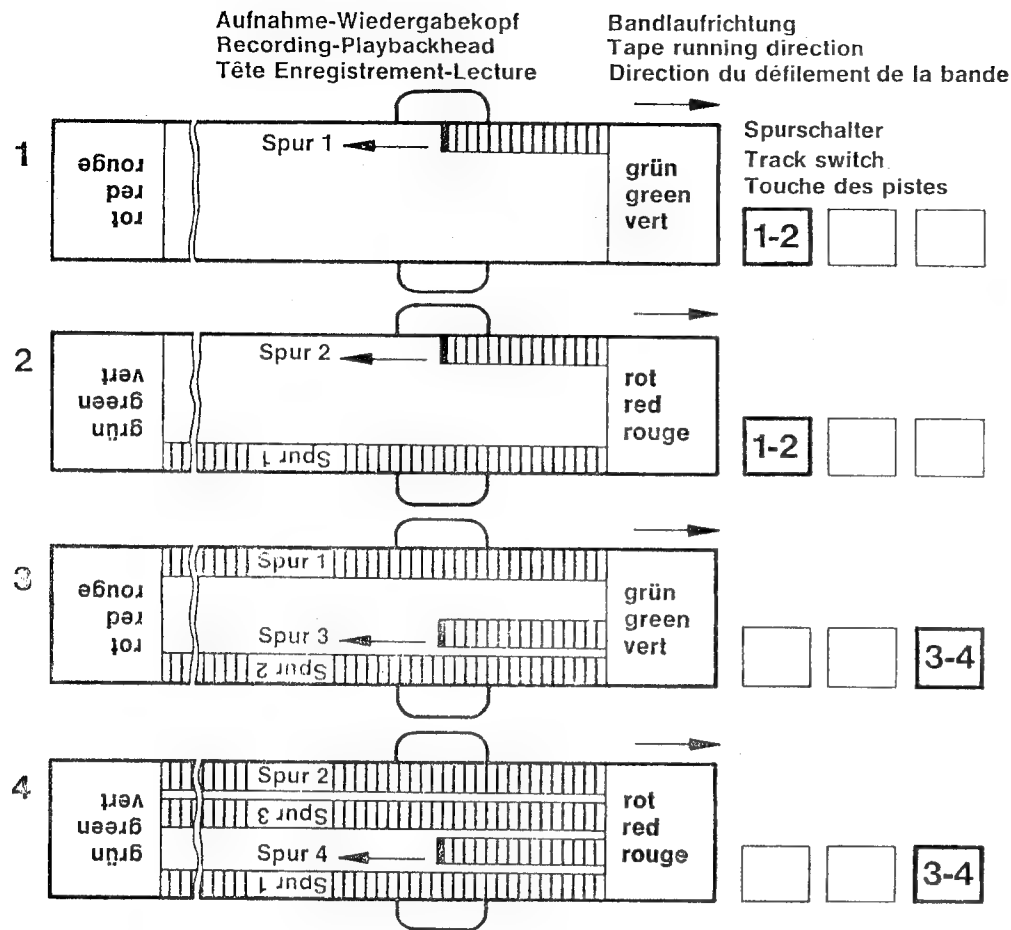 Aufnahme-Wiedergabekopf
Recording-Playbackhead
Tête Enregistrement-Lecture
Bandlaufrichtung
Tape running direction
Direction du défilement de la bande
1
rot
red
rouge
Spur 1
grün
green
vert
Spurschalter
Track switch
Touche des pistes
1-2
2
grün
green
vert
Spur 2
Spur 1
rot
red
rouge
1-2
3
rot
red
rouge
Spur 1
Spur 3
Spur 2
grün
green
vert
3-4
4
grün
green
vert
Spur 2
Spur 3
Spur 4
Spur 1
rot
red
rouge
3-4